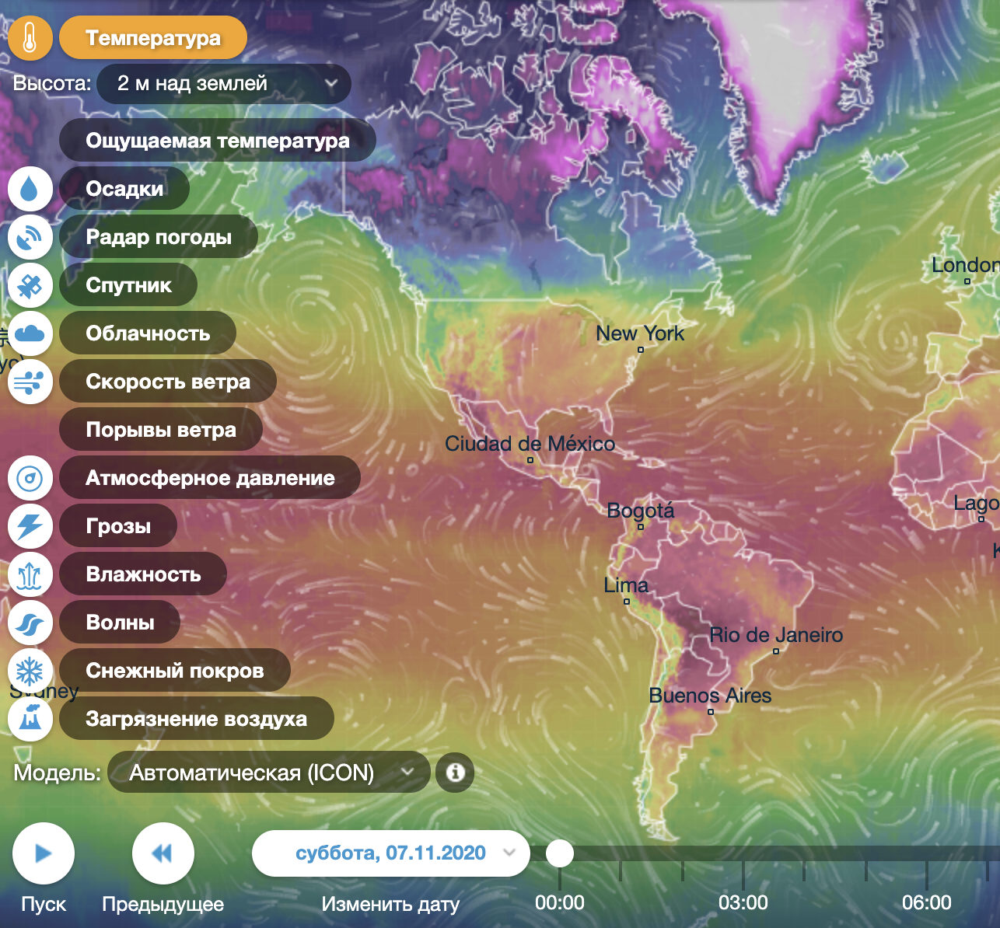 Температура
Высота: 2 м над землей
Ощущаемая температура
Осадки
Радар погоды
Спутник
London
Облачность
New York
Скорость ветра
Порывы ветра
Ciudad de México
Атмосферное давление
Bogotá
Lago
Грозы
Влажность
Lima
Волны
Rio de Janeiro
Снежный покров
Sydney
Buenos Aires
Загрязнение воздуха
Модель: Автоматическая (ICON)
суббота, 07.11.2020
Пуск
Предыдущее
Изменить дату
00:00
03:00
06:00